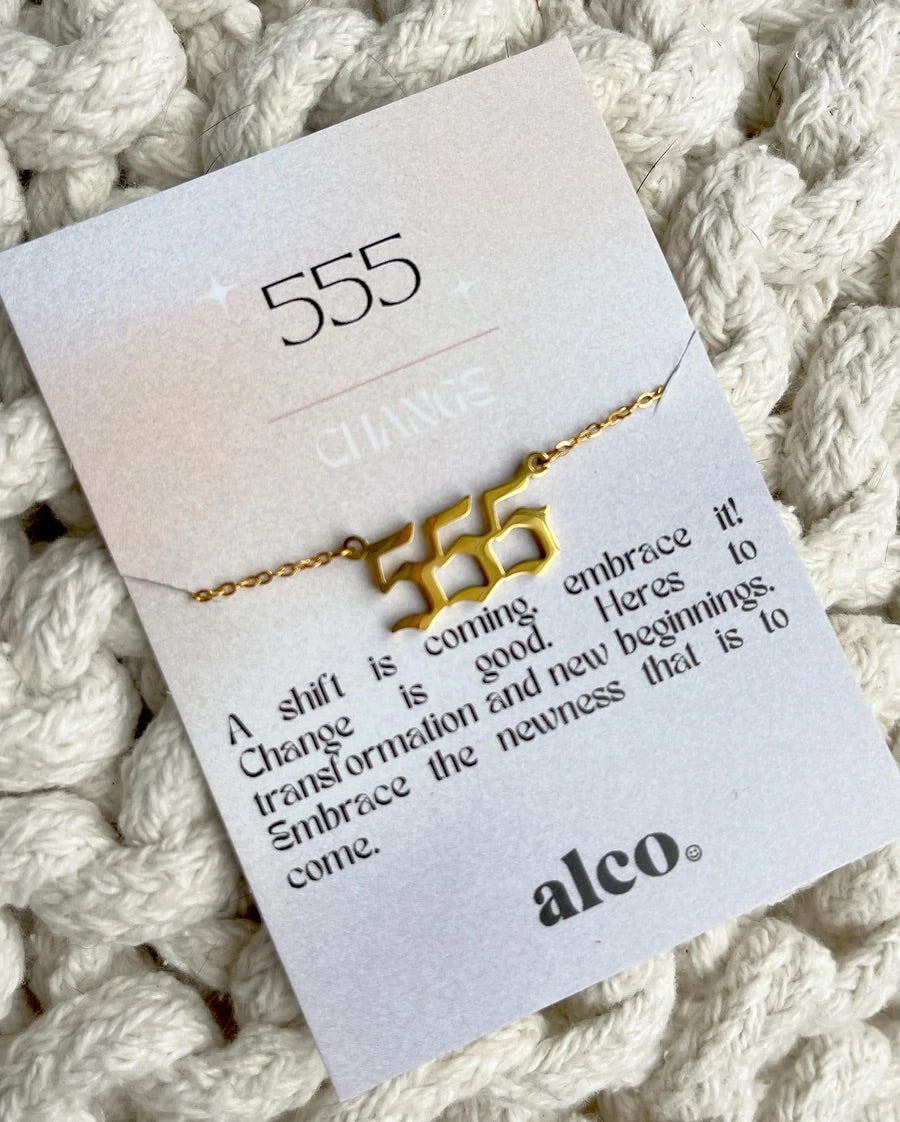 555
CHANGE
555
A shift is coming. embrace it!
Change is good. Heres to
transformation and new beginnings.
Embrace the newness that is to
come.
alco.